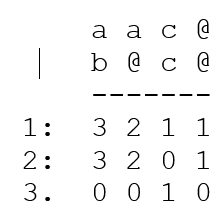 a a c @
| b @ c @
-------
1: 3 2 1 1
2: 3 2 0 1
3. 0 0 1 0